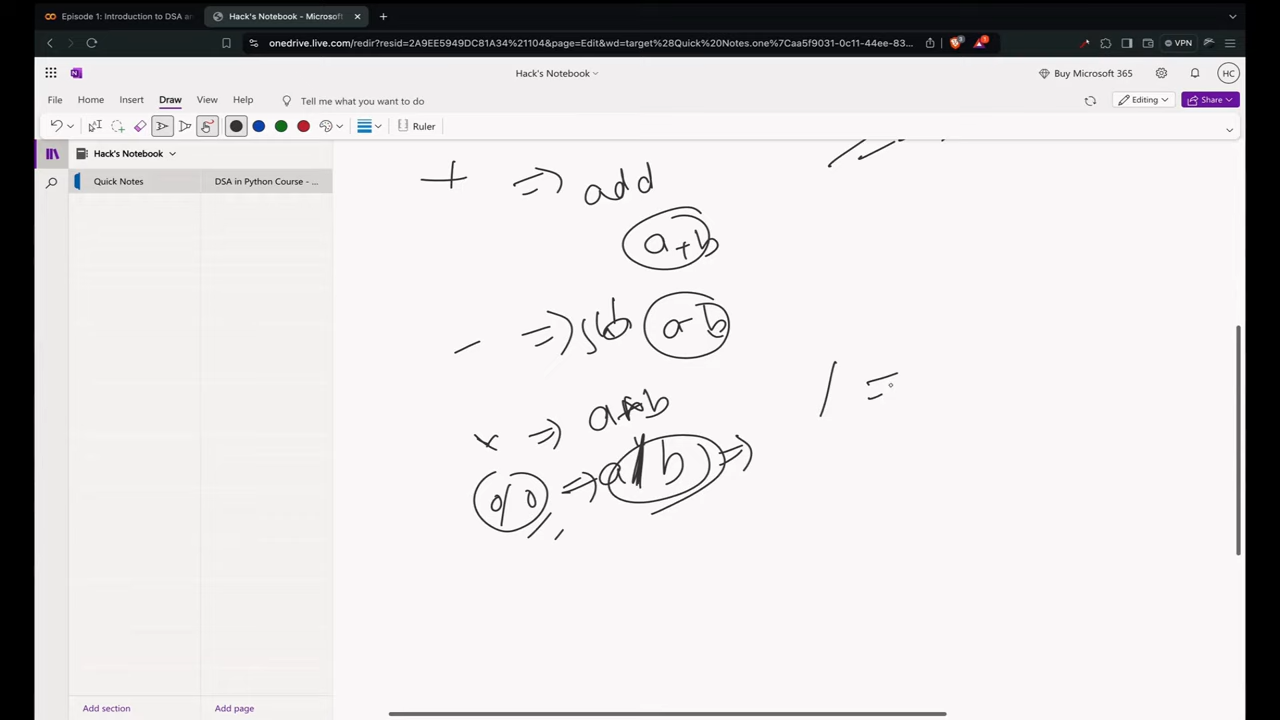 Episode 1: Introduction to DSA an
Hack's Notebook - Microsoft
onedrive.live.com/redir?resid=2A9EE5949DC81A34%21104&page=Edit&wd=target%28Quick%20Notes.one%7Caa5f9031-0c11-44ee-83...
VPN
Hack's Notebook
Buy Microsoft 365
HC
File Home Insert Draw View Help Tell me what you want to do
Editing
Share
Ruler
Hack's Notebook
Quick Notes
DSA in Python Course - ...
+ => add
a+b
- => sub a-b
x => a*b
% => a/b =>
/ =
Add section
Add page